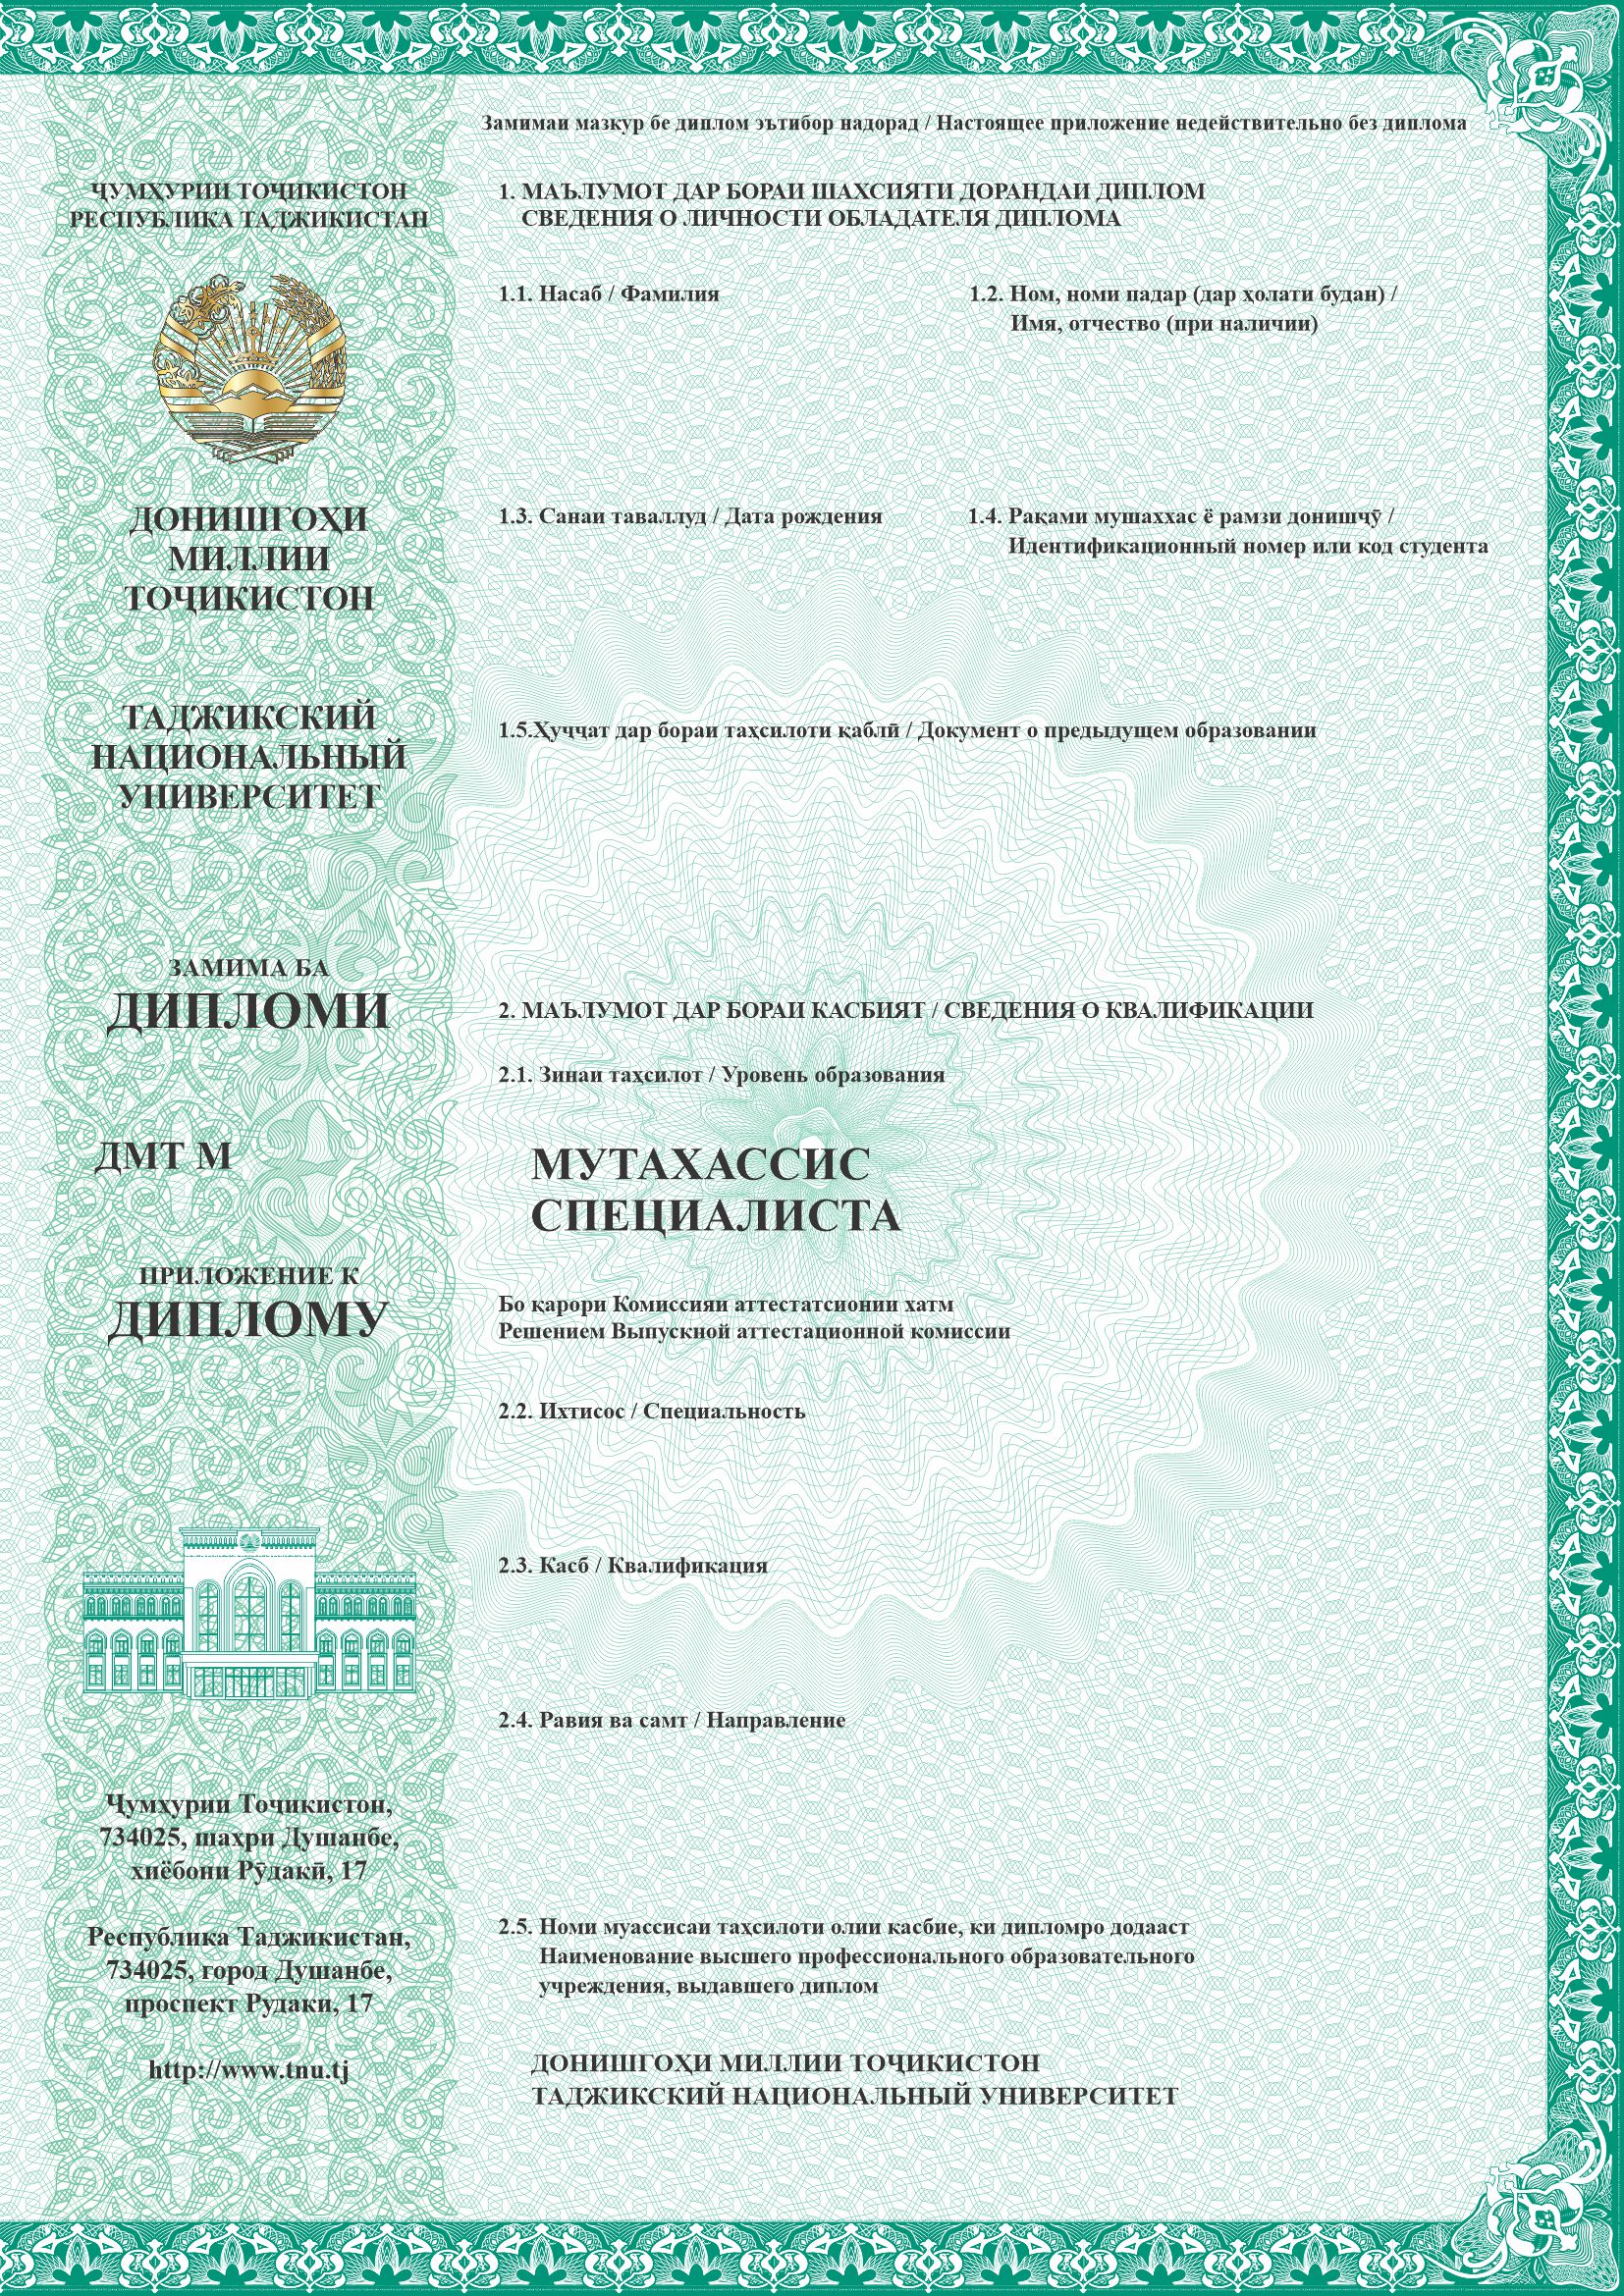 Замимаи мазкур бе диплом эътибор надорад / Настоящее приложение недействительно без диплома
ҶУМҲУРИИ ТОҶИКИСТОН
РЕСПУБЛИКА ТАДЖИКИСТАН
ДОНИШГОҲИ
МИЛЛИИ
ТОҶИКИСТОН
ТАДЖИКСКИЙ
НАЦИОНАЛЬНЫЙ
УНИВЕРСИТЕТ
ЗАМИМА БА
ДИПЛОМИ
ДМТ М
ПРИЛОЖЕНИЕ К
ДИПЛОМУ
Ҷумҳурии Тоҷикистон,
734025, шаҳри Душанбе,
хиёбони Рӯдакӣ, 17
Республика Таджикистан,
734025, город Душанбе,
проспект Рудаки, 17
http://www.tnu.tj
1. МАЪЛУМОТ ДАР БОРАИ ШАХСИЯТИ ДОРАНДАИ ДИПЛОМ
СВЕДЕНИЯ О ЛИЧНОСТИ ОБЛАДАТЕЛЯ ДИПЛОМА
1.1. Насаб / Фамилия
1.2. Ном, номи падар (дар ҳолати будан) /
Имя, отчество (при наличии)
1.3. Санаи таваллуд / Дата рождения
1.4. Рақами мушаххас ё рамзи донишҷӯ /
Идентификационный номер или код студента
1.5.Ҳуҷҷат дар бораи таҳсилоти қаблӣ / Документ о предыдущем образовании
2. МАЪЛУМОТ ДАР БОРАИ КАСБИЯТ / СВЕДЕНИЯ О КВАЛИФИКАЦИИ
2.1. Зинаи таҳсилот / Уровень образования
МУТАХАССИС
СПЕЦИАЛИСТА
Бо қарори Комиссияи аттестатсионии хатм
Решением Выпускной аттестационной комиссии
2.2. Ихтисос / Специальность
2.3. Касб / Квалификация
2.4. Равия ва самт / Направление
2.5. Номи муассисаи таҳсилоти олии касбие, ки дипломро додааст
Наименование высшего профессионального образовательного
учреждения, выдавшего диплом
ДОНИШГОҲИ МИЛЛИИ ТОҶИКИСТОН
ТАДЖИКСКИЙ НАЦИОНАЛЬНЫЙ УНИВЕРСИТЕТ